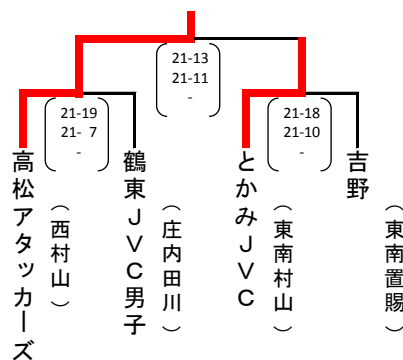 21-13
21-11
-
21-19
21- 7
-
21-18
21-10
-
高松アタッカーズ
（西村山）
鶴東ＪＶＣ男子
（庄内田川）
とかみＪＶＣ
（東南村山）
吉野
（東南置賜）